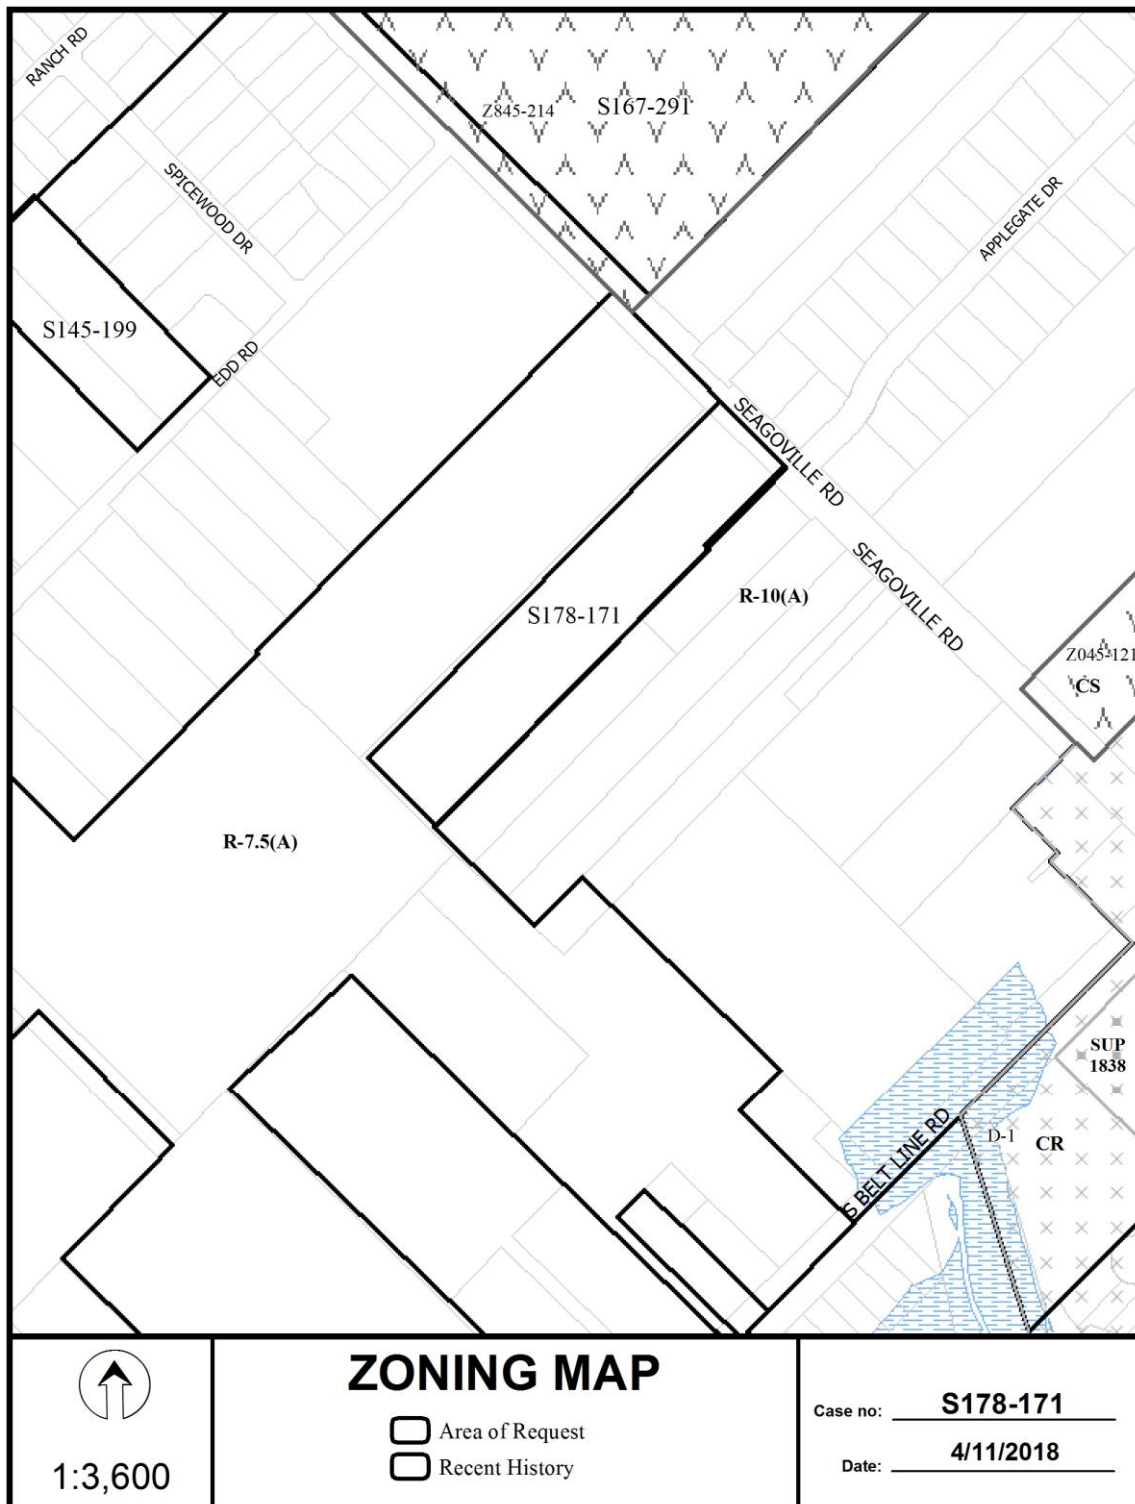 RANCH RD
Z845-214
S167-291
SPICEWOOD DR
APPLEGATE DR
S145-199
EDD RD
SEAGOVILLE RD
SEAGOVILLE RD
S178-171
R-10(A)
Z045-121
CS
R-7.5(A)
SUP
1838
S BELT LINE RD
D-1
CR
1:3,600
ZONING MAP
Area of Request
Recent History
Case no: S178-171
Date: 4/11/2018